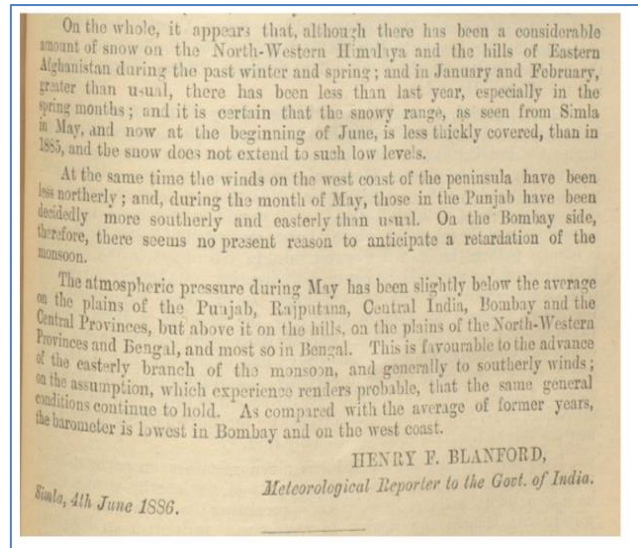 On the whole, it appears that, although there has been a considerable
amount of snow on the North-Western Himalaya and the hills of Eastern
Afghanistan during the past winter and spring; and in January and February,
greater than usual, there has been less than last year, especially in the
spring months; and it is certain that the snowy range, as seen from Simla
in May, and now at the beginning of June, is less thickly covered, than in
1885, and the snow does not extend to such low levels.
At the same time the winds on the west coast of the peninsula have been
less northerly; and, during the month of May, those in the Punjab have been
decidedly more southerly and easterly than usual. On the Bombay side,
therefore, there seems no present reason to anticipate a retardation of the
monsoon.
The atmospheric pressure during May has been slightly below the average
on the plains of the Punjab, Rajputana, Central India, Bombay and the
Central Provinces, but above it on the hills, on the plains of the North-Western
Provinces and Bengal, and most so in Bengal. This is favourable to the advance
of the easterly branch of the monsoon, and generally to southerly winds;
on the assumption, which experience renders probable, that the same general
conditions continue to hold. As compared with the average of former years,
the barometer is lowest in Bombay and on the west coast.
HENRY F. BLANFORD,
Meteorological Reporter to the Govt. of India.
Simla, 4th June 1886.